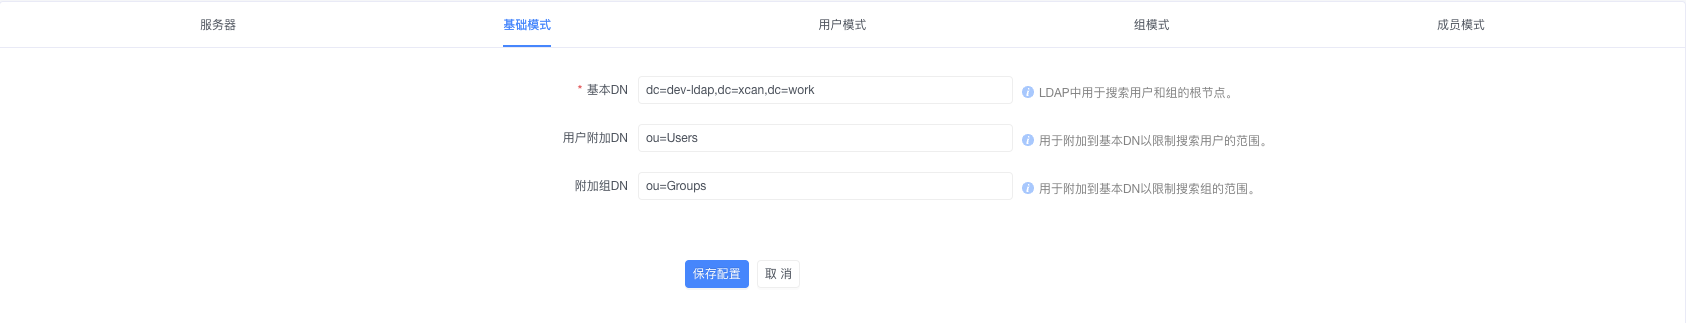 服务器 基础模式 用户模式 组模式 成员模式
* 基本DN dc=dev-ldap,dc=xcan,dc=work LDAP中用于搜索用户和组的根节点。
用户附加DN ou=Users 用于附加到基本DN以限制搜索用户的范围。
附加组DN ou=Groups 用于附加到基本DN以限制搜索组的范围。
保存配置 取 消